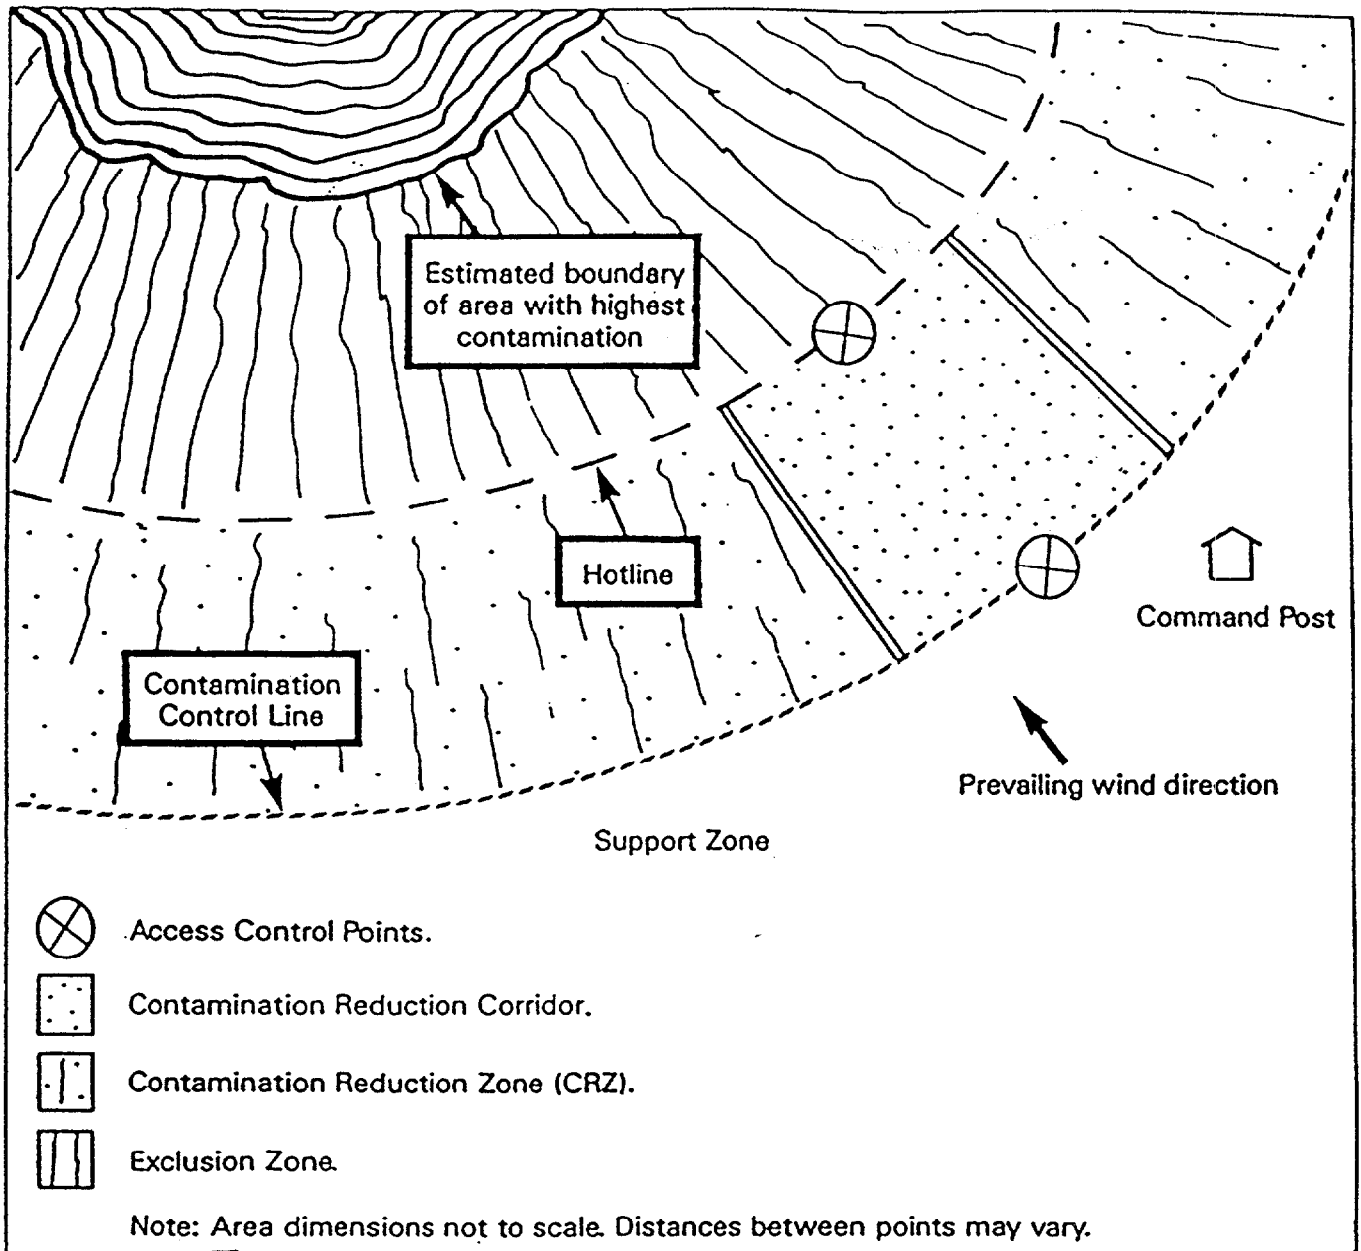 Estimated boundary
of area with highest
contamination
Hotline
Command Post
Contamination
Control Line
Prevailing wind direction
Support Zone
Access Control Points.
Contamination Reduction Corridor.
Contamination Reduction Zone (CRZ).
Exclusion Zone.
Note: Area dimensions not to scale. Distances between points may vary.